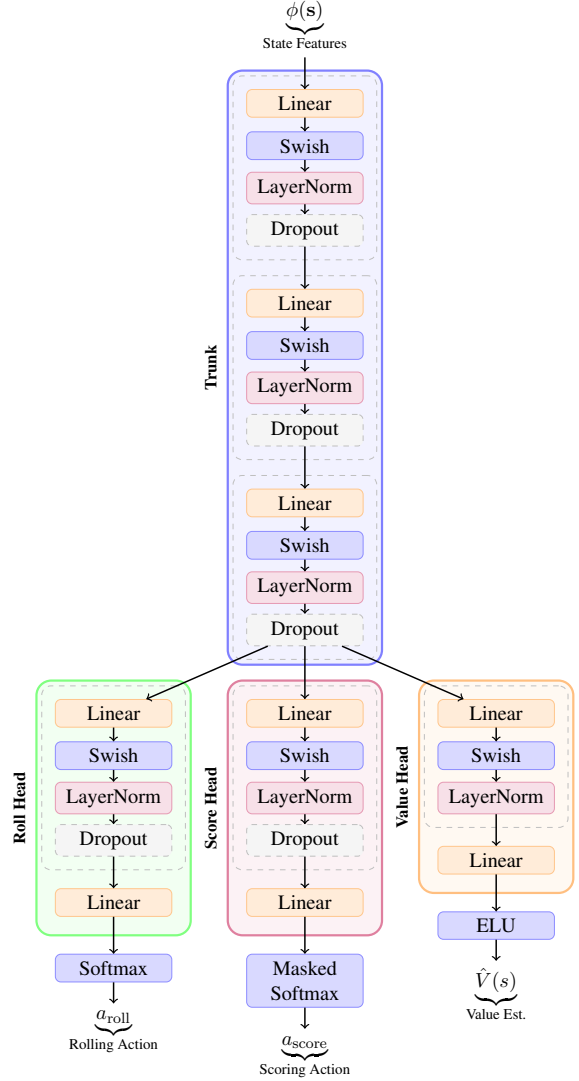 ϕ(s)
State Features
Trunk
Linear
Swish
LayerNorm
Dropout
Linear
Swish
LayerNorm
Dropout
Linear
Swish
LayerNorm
Dropout
Roll Head
Linear
Swish
LayerNorm
Dropout
Linear
Softmax
a_roll
Rolling Action
Score Head
Linear
Swish
LayerNorm
Dropout
Linear
Masked
Softmax
a_score
Scoring Action
Value Head
Linear
Swish
LayerNorm
Linear
ELU
V̂(s)
Value Est.